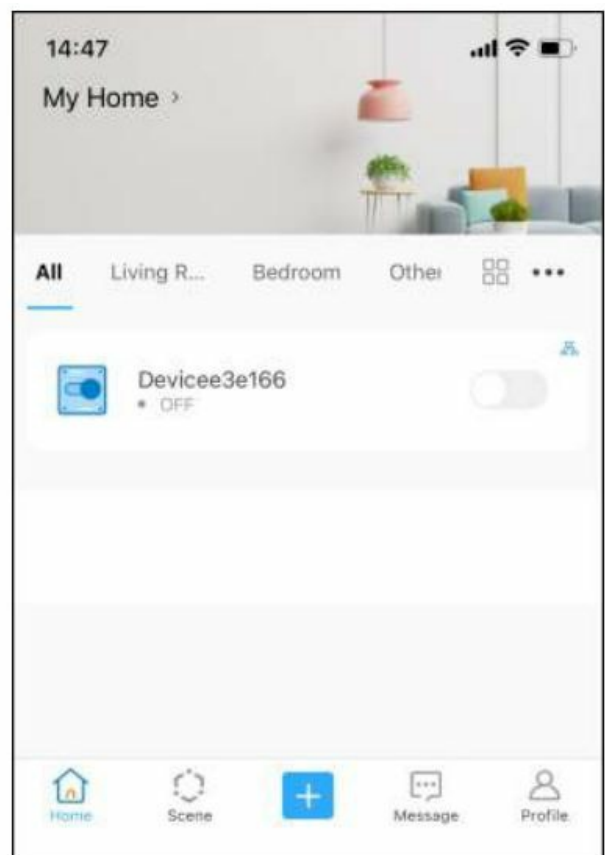 14:47
My Home >
All Living R... Bedroom Other ...
Devicee3e166
• OFF
Home Scene Message Profile